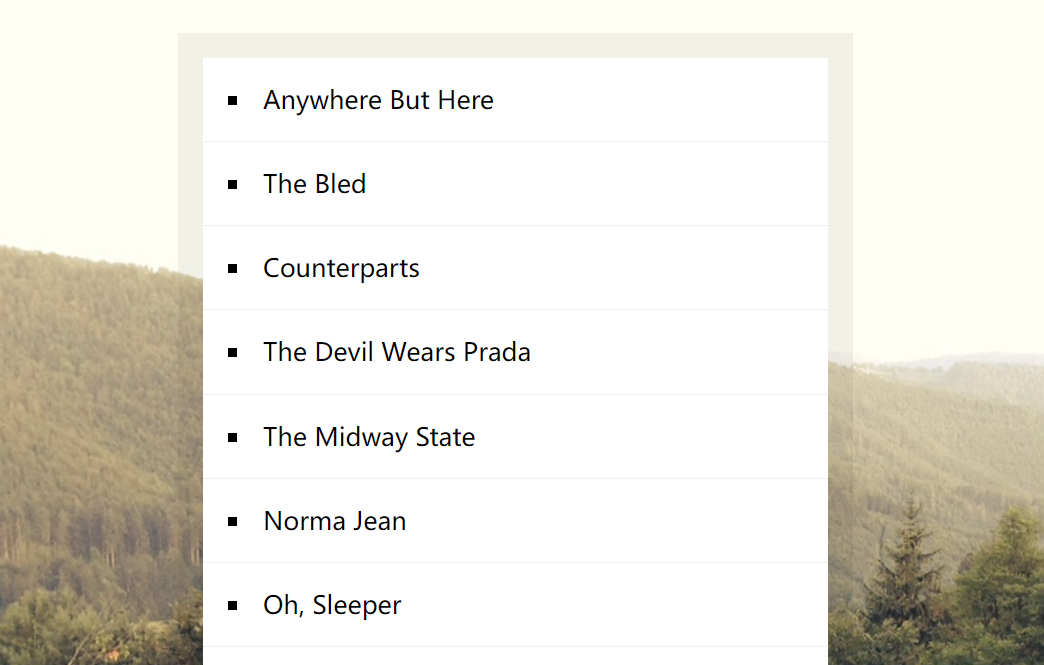 Anywhere But Here
The Bled
Counterparts
The Devil Wears Prada
The Midway State
Norma Jean
Oh, Sleeper